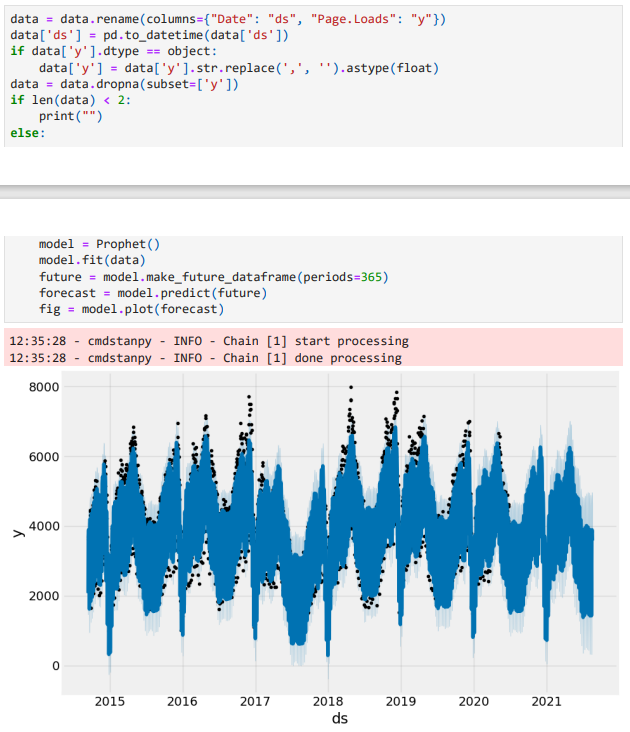 data = data.rename(columns={"Date": "ds", "Page.Loads": "y"})
data['ds'] = pd.to_datetime(data['ds'])
if data['y'].dtype == object:
    data['y'] = data['y'].str.replace(',', '').astype(float)
data = data.dropna(subset=['y'])
if len(data) < 2:
    print("")
else:
    model = Prophet()
    model.fit(data)
    future = model.make_future_dataframe(periods=365)
    forecast = model.predict(future)
    fig = model.plot(forecast)
12:35:28 - cmdstanpy - INFO - Chain [1] start processing
12:35:28 - cmdstanpy - INFO - Chain [1] done processing
8000
6000
4000
2000
0
y
2015 2016 2017 2018 2019 2020 2021
ds